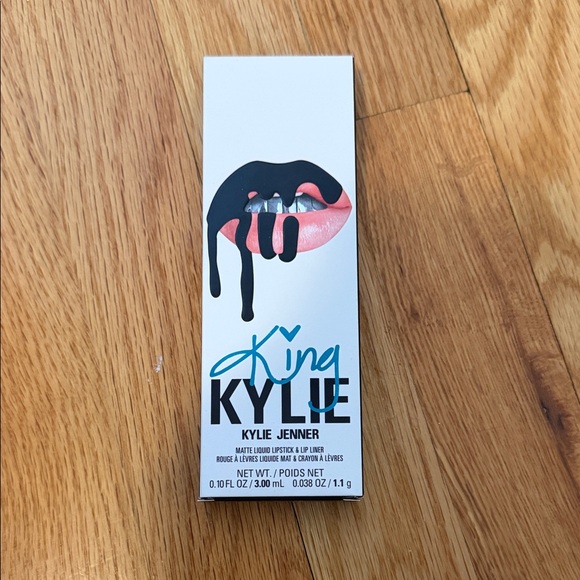 King
KYLIE
KYLIE JENNER
MATTE LIQUID LIPSTICK & LIP LINER
ROUGE À LÈVRES LIQUIDE MAT & CRAYON À LÈVRES
NET WT. / POIDS NET
0.10 FL OZ / 3.00 mL 0.038 OZ / 1.1 g